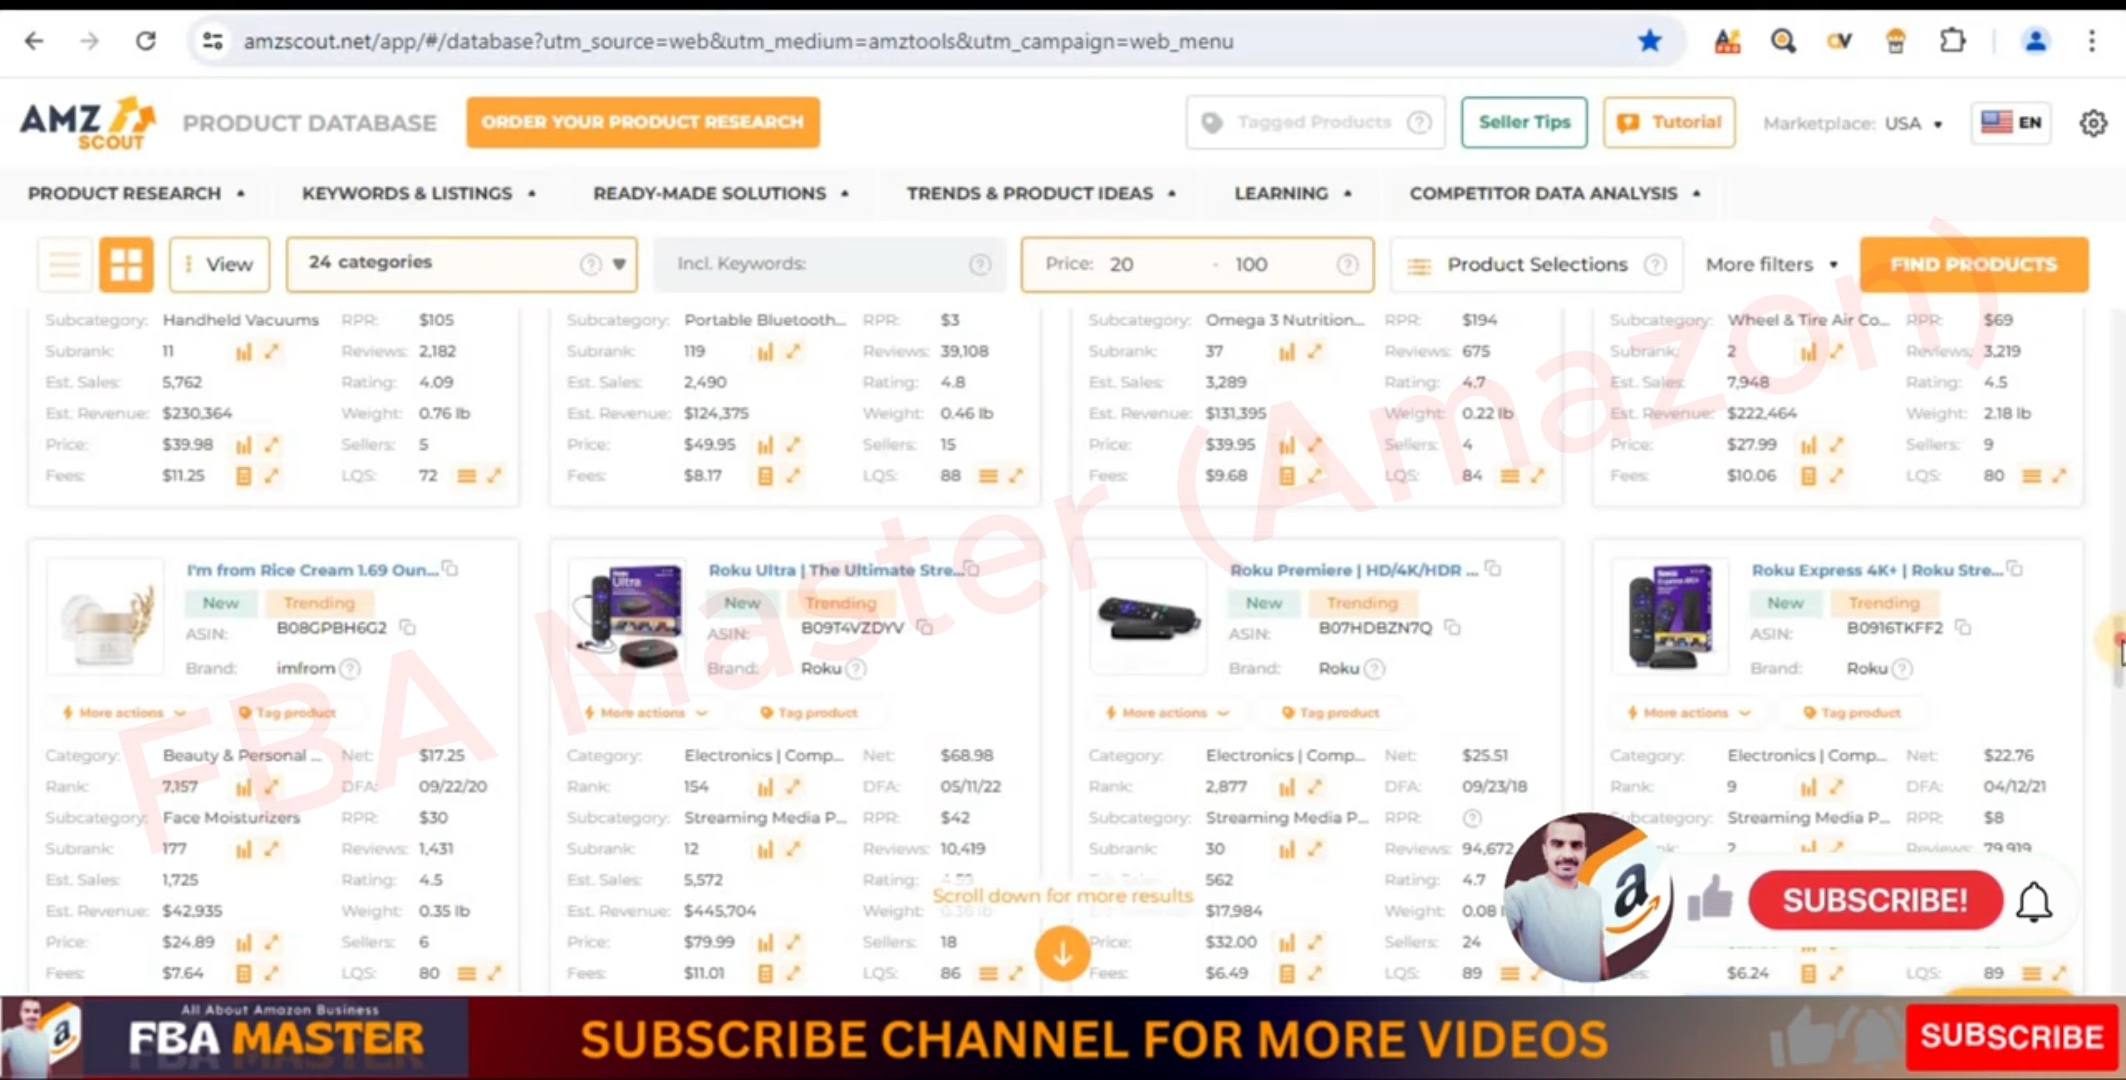 amzscout.net/app/#/database?utm_source=web&utm_medium=amztools&utm_campaign=web_menu
AMZ SCOUT PRODUCT DATABASE ORDER YOUR PRODUCT RESEARCH Tagged Products ? Seller Tips Tutorial Marketplace: USA EN
PRODUCT RESEARCH KEYWORDS & LISTINGS READY-MADE SOLUTIONS TRENDS & PRODUCT IDEAS LEARNING COMPETITOR DATA ANALYSIS
View 24 categories ? Incl. Keywords: ? Price: 20 - 100 ? Product Selections ? More filters FIND PRODUCTS
Subcategory: Handheld Vacuums RPR: $105 Subcategory: Portable Bluetooth... RPR: $3 Subcategory: Omega 3 Nutrition... RPR: $194 Subcategory: Wheel & Tire Air Co... RPR: $69
Subrank: 11 Reviews: 2,182 Subrank: 119 Reviews: 39,108 Subrank: 37 Reviews: 675 Subrank: 2 Reviews: 3,219
Est. Sales: 5,762 Rating: 4.09 Est. Sales: 2,490 Rating: 4.8 Est. Sales: 3,289 Rating: 4.7 Est. Sales: 7,948 Rating: 4.5
Est. Revenue: $230,364 Weight: 0.76 lb Est. Revenue: $124,375 Weight: 0.46 lb Est. Revenue: $131,395 Weight: 0.22 lb Est. Revenue: $222,464 Weight: 2.18 lb
Price: $39.98 Sellers: 5 Price: $49.95 Sellers: 15 Price: $39.95 Sellers: 4 Price: $27.99 Sellers: 9
Fees: $11.25 LQS: 72 Fees: $8.17 LQS: 88 Fees: $9.68 LQS: 84 Fees: $10.06 LQS: 80
I'm from Rice Cream 1.69 Oun... Roku Ultra | The Ultimate Stre... Roku Premiere | HD/4K/HDR ... Roku Express 4K+ | Roku Stre...
New Trending New Trending New Trending New Trending
ASIN: B08GPBH6G2 ASIN: B09T4VZDYV ASIN: B07HDBZN7Q ASIN: B0916TKFF2
Brand: imfrom ? Brand: Roku ? Brand: Roku ? Brand: Roku ?
More actions Tag product More actions Tag product More actions Tag product More actions Tag product
Category: Beauty & Personal ... Net: $17.25 Category: Electronics | Comp... Net: $68.98 Category: Electronics | Comp... Net: $25.51 Category: Electronics | Comp... Net: $22.76
Rank: 7,157 DFA: 09/22/20 Rank: 154 DFA: 05/11/22 Rank: 2,877 DFA: 09/23/18 Rank: 9 DFA: 04/12/21
Subcategory: Face Moisturizers RPR: $30 Subcategory: Streaming Media P... RPR: $42 Subcategory: Streaming Media P... RPR: ? Subcategory: Streaming Media P... RPR: $8
Subrank: 177 Reviews: 1,431 Subrank: 12 Reviews: 10,419 Subrank: 30 Reviews: 94,672 2 Reviews: 79,919
Est. Sales: 1,725 Rating: 4.5 Est. Sales: 5,572 Rating: 562 Rating: 4.7
Scroll down for more results
Est. Revenue: $42,935 Weight: 0.35 lb Est. Revenue: $445,704 Weight: $17,984 Weight: 0.08
Price: $24.89 Sellers: 6 Price: $79.99 Sellers: 18 Price: $32.00 Sellers: 24
Fees: $7.64 LQS: 80 Fees: $11.01 LQS: 86 Fees: $6.49 LQS: 89 $6.24 LQS: 89
SUBSCRIBE!
FBA Master (Amazon)
All About Amazon Business
FBA MASTER
SUBSCRIBE CHANNEL FOR MORE VIDEOS
SUBSCRIBE